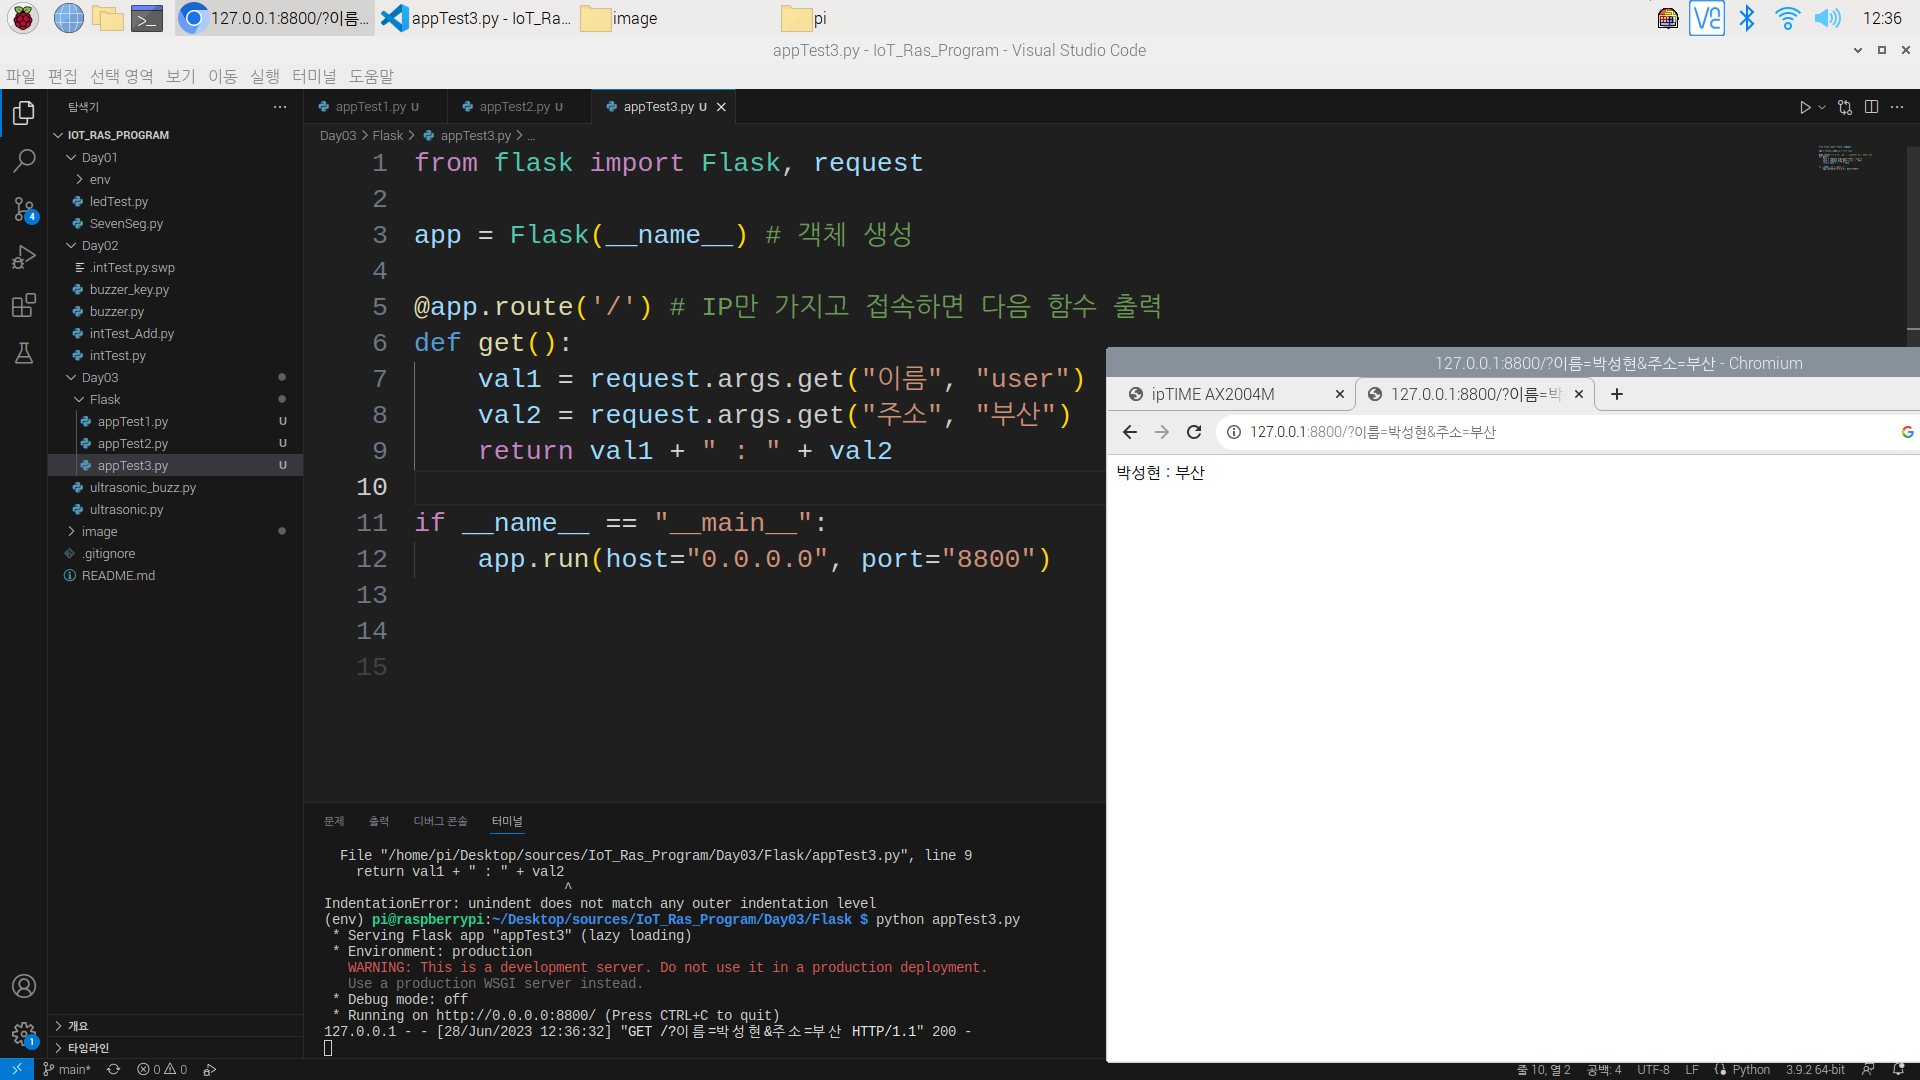 127.0.0.1:8800/?이름…
appTest3.py - IoT_Ra...
image
pi
12:36
appTest3.py - IoT_Ras_Program - Visual Studio Code
파일 편집 선택 영역 보기 이동 실행 터미널 도움말
탐색기
IOT_RAS_PROGRAM
Day01
env
ledTest.py
SevenSeg.py
Day02
.intTest.py.swp
buzzer_key.py
buzzer.py
intTest_Add.py
intTest.py
Day03
Flask
appTest1.py U
appTest2.py U
appTest3.py U
ultrasonic_buzz.py
ultrasonic.py
image
.gitignore
README.md
개요
타임라인
appTest1.py U
appTest2.py U
appTest3.py U
Day03 > Flask > appTest3.py > ...
1 from flask import Flask, request
2
3 app = Flask(__name__) # 객체 생성
4
5 @app.route('/') # IP만 가지고 접속하면 다음 함수 출력
6 def get():
7 val1 = request.args.get("이름", "user")
8 val2 = request.args.get("주소", "부산")
9 return val1 + " : " + val2
10
11 if __name__ == "__main__":
12 app.run(host="0.0.0.0", port="8800")
13
14
15
127.0.0.1:8800/?이름=박성현&주소=부산 - Chromium
ipTIME AX2004M
127.0.0.1:8800/?이름=박
127.0.0.1:8800/?이름=박성현&주소=부산
박성현 : 부산
문제 출력 디버그 콘솔 터미널
File "/home/pi/Desktop/sources/IoT_Ras_Program/Day03/Flask/appTest3.py", line 9
return val1 + " : " + val2
^
IndentationError: unindent does not match any outer indentation level
(env) pi@raspberrypi:~/Desktop/sources/IoT_Ras_Program/Day03/Flask $ python appTest3.py
* Serving Flask app "appTest3" (lazy loading)
* Environment: production
WARNING: This is a development server. Do not use it in a production deployment.
Use a production WSGI server instead.
* Debug mode: off
* Running on http://0.0.0.0:8800/ (Press CTRL+C to quit)
127.0.0.1 - - [28/Jun/2023 12:36:32] "GET /?이름=박성현&주소=부산 HTTP/1.1" 200 -
main* 0 0
줄 10, 열 2 공백: 4 UTF-8 LF Python 3.9.2 64-bit